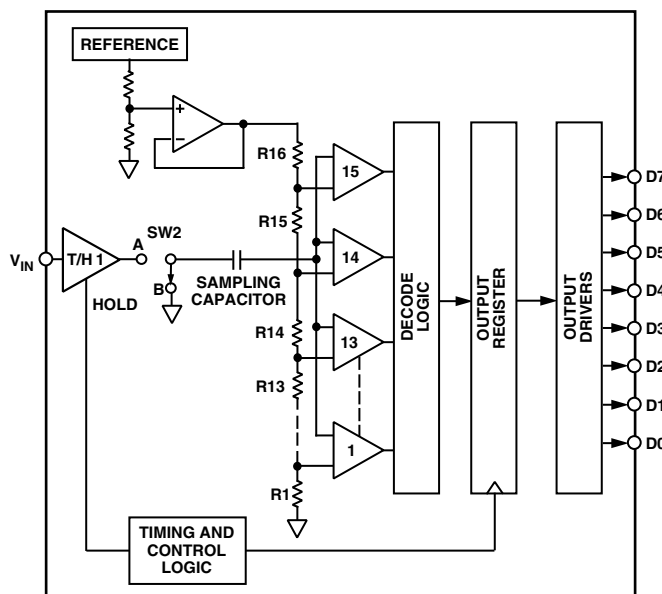 REFERENCE
+
−
R16
15
R15
D7
D6
SW2
A
VIN
T/H 1
14
D5
B
SAMPLING
CAPACITOR
DECODE
LOGIC
OUTPUT
REGISTER
OUTPUT
DRIVERS
D4
HOLD
R14
13
D3
R13
D2
D1
1
D0
R1
TIMING AND
CONTROL
LOGIC